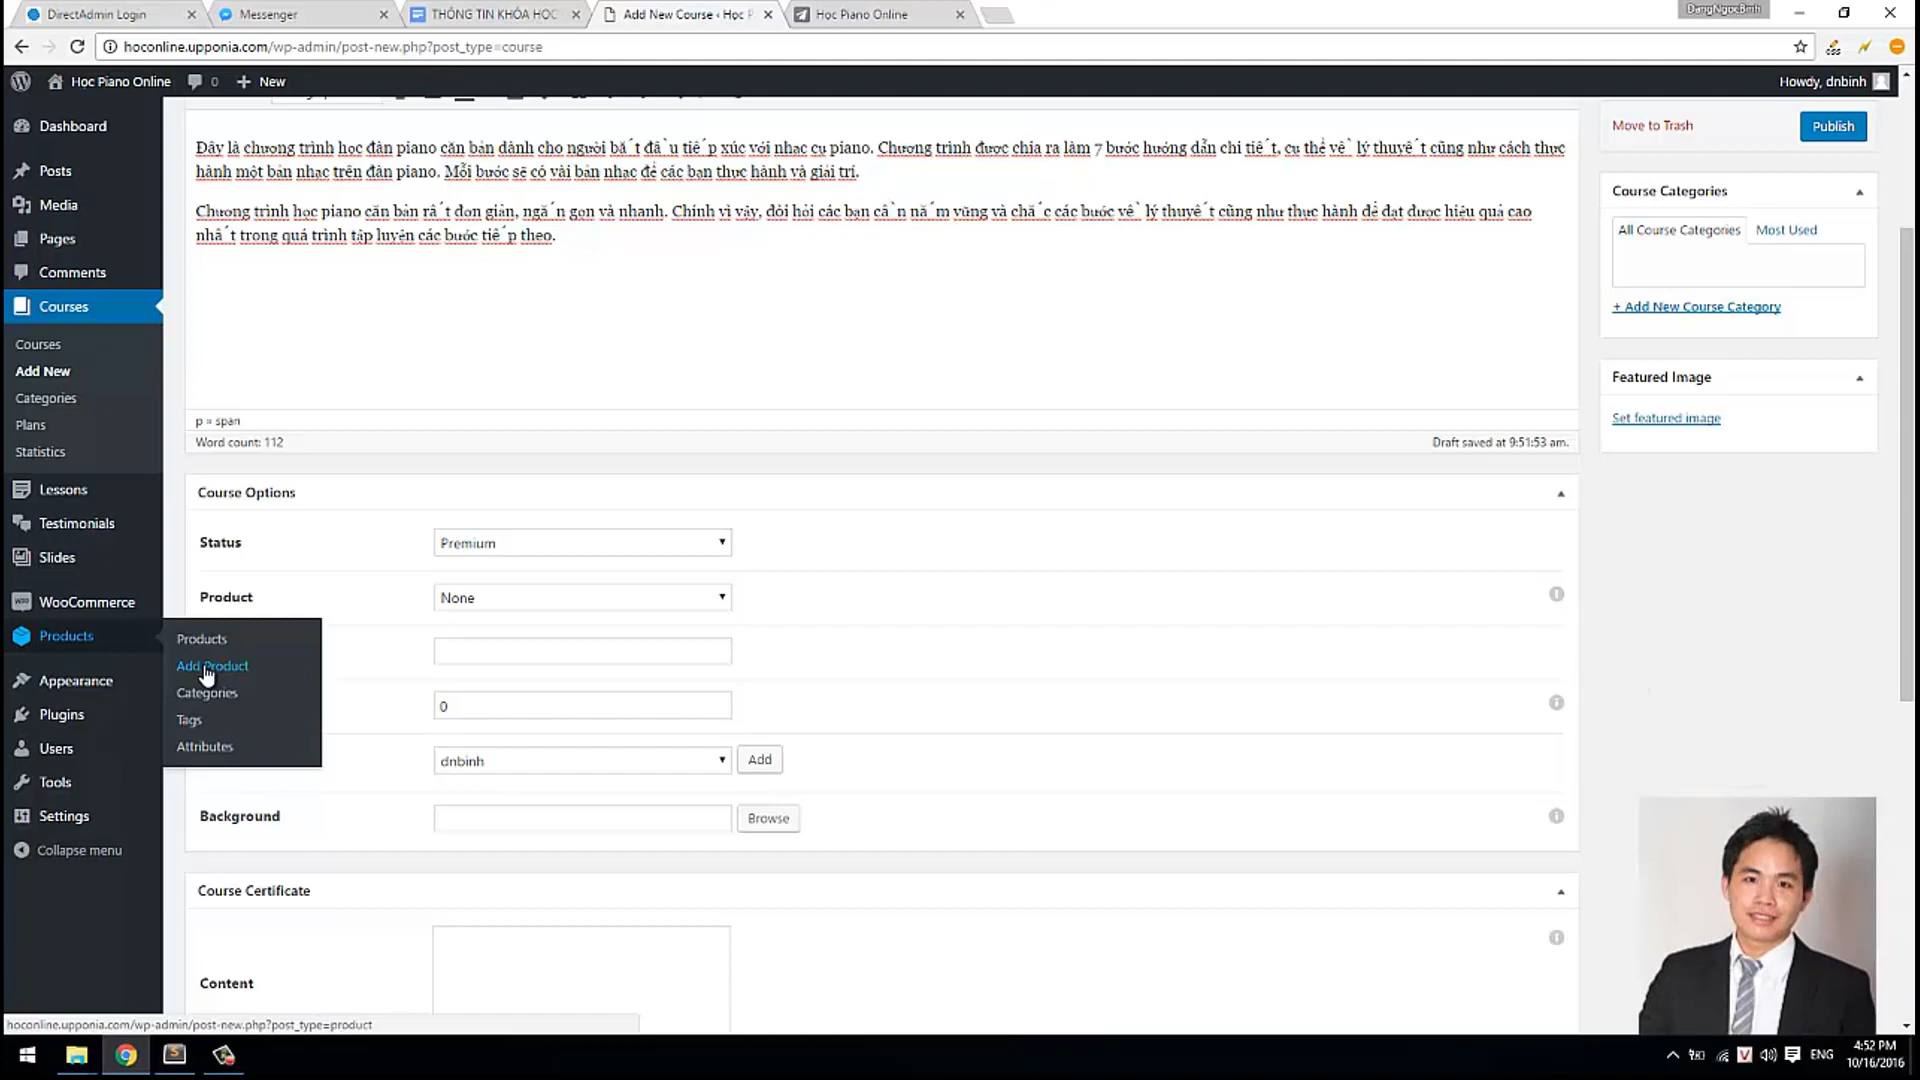 DirectAdmin Login
Messenger
THÔNG TIN KHÓA HỌC
Add New Course ‹ Học P
Học Piano Online
DangNgocBinh
hoconline.upponia.com/wp-admin/post-new.php?post_type=course
Học Piano Online
0
New
Howdy, dnbinh
Dashboard
Posts
Media
Pages
Comments
Courses
Courses
Add New
Categories
Plans
Statistics
Lessons
Testimonials
Slides
WooCommerce
Products
Appearance
Plugins
Users
Tools
Settings
Collapse menu
Products
Add Product
Categories
Tags
Attributes
Đây là chương trình học đàn piano căn bản dành cho người bắt đầu tiếp xúc với nhạc cụ piano. Chương trình được chia ra làm 7 bước hướng dẫn chi tiết, cụ thể về lý thuyết cũng như cách thực
hành một bản nhạc trên đàn piano. Mỗi bước sẽ có vài bản nhạc để các bạn thực hành và giải trí.
Chương trình học piano căn bản rất đơn giản, ngắn gọn và nhanh. Chính vì vậy, đòi hỏi các bạn cần nắm vững và chắc các bước về lý thuyết cũng như thực hành để đạt được hiệu quả cao
nhất trong quá trình tập luyện các bước tiếp theo.
p » span
Word count: 112
Draft saved at 9:51:53 am.
Course Options
Status
Premium
Product
None
0
dnbinh
Add
Background
Browse
Course Certificate
Content
Move to Trash
Publish
Course Categories
All Course Categories
Most Used
+ Add New Course Category
Featured Image
Set featured image
hoconline.upponia.com/wp-admin/post-new.php?post_type=product
ENG
4:52 PM
10/16/2016